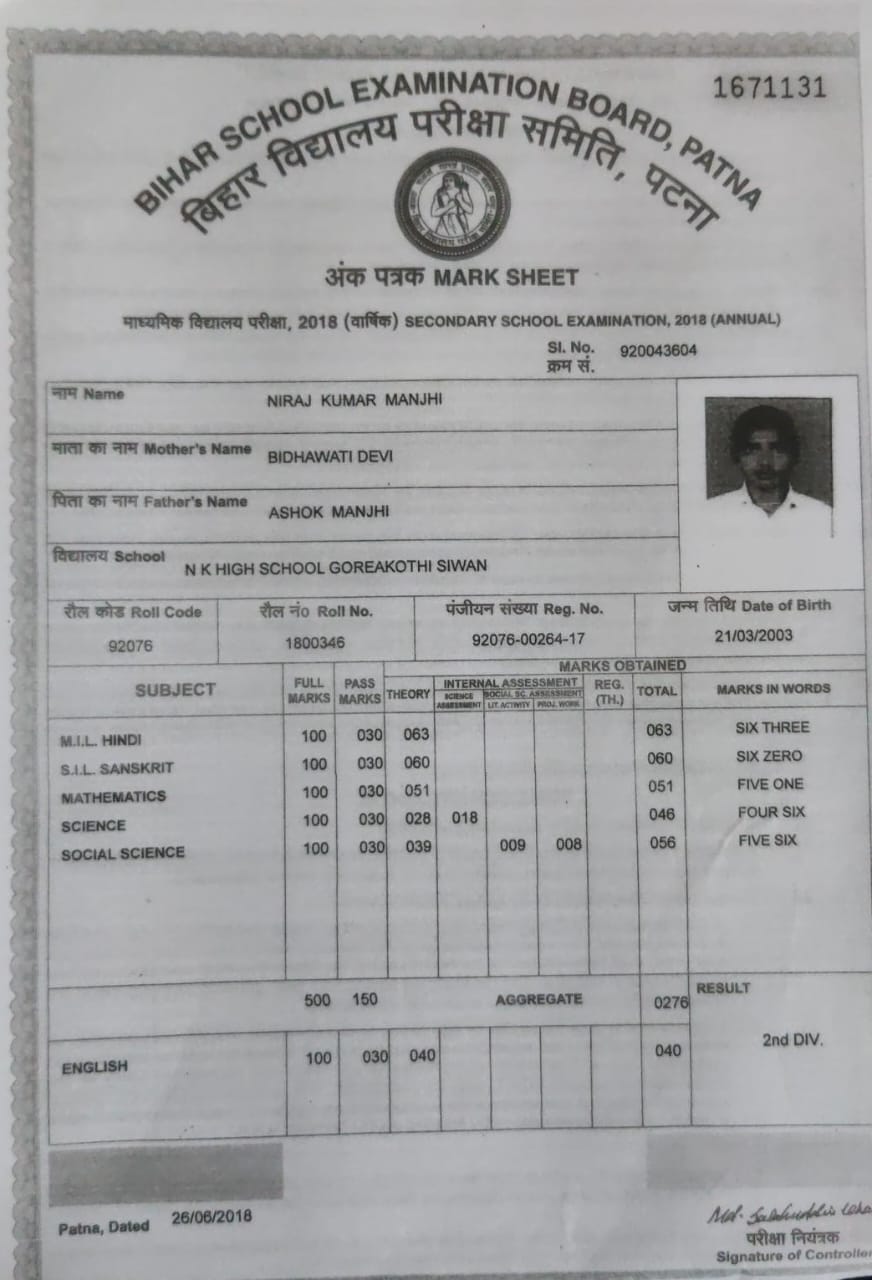 1671131
BIHAR SCHOOL EXAMINATION BOARD, PATNA
बिहार विद्यालय परीक्षा समिति, पटना
अंक पत्रक MARK SHEET
माध्यमिक विद्यालय परीक्षा, 2018 (वार्षिक) SECONDARY SCHOOL EXAMINATION, 2018 (ANNUAL)
Sl. No. 920043604
क्रम सं.
नाम Name NIRAJ KUMAR MANJHI
माता का नाम Mother's Name BIDHAWATI DEVI
पिता का नाम Father's Name ASHOK MANJHI
विद्यालय School N K HIGH SCHOOL GOREAKOTHI SIWAN
रौल कोड Roll Code रौल नं० Roll No. पंजीयन संख्या Reg. No. जन्म तिथि Date of Birth
92076 1800346 92076-00264-17 21/03/2003
MARKS OBTAINED
SUBJECT FULL MARKS PASS MARKS THEORY INTERNAL ASSESSMENT REG. (TH.) TOTAL MARKS IN WORDS
SCIENCE ASSESSMENT SOCIAL SC. ASSESSMENT LIT. ACTIVITY PROJ. WORK
M.I.L. HINDI 100 030 063 063 SIX THREE
S.I.L. SANSKRIT 100 030 060 060 SIX ZERO
MATHEMATICS 100 030 051 051 FIVE ONE
SCIENCE 100 030 028 018 046 FOUR SIX
SOCIAL SCIENCE 100 030 039 009 008 056 FIVE SIX
500 150 AGGREGATE 0276 RESULT
2nd DIV.
ENGLISH 100 030 040 040
Patna, Dated 26/06/2018
परीक्षा नियंत्रक
Signature of Controller